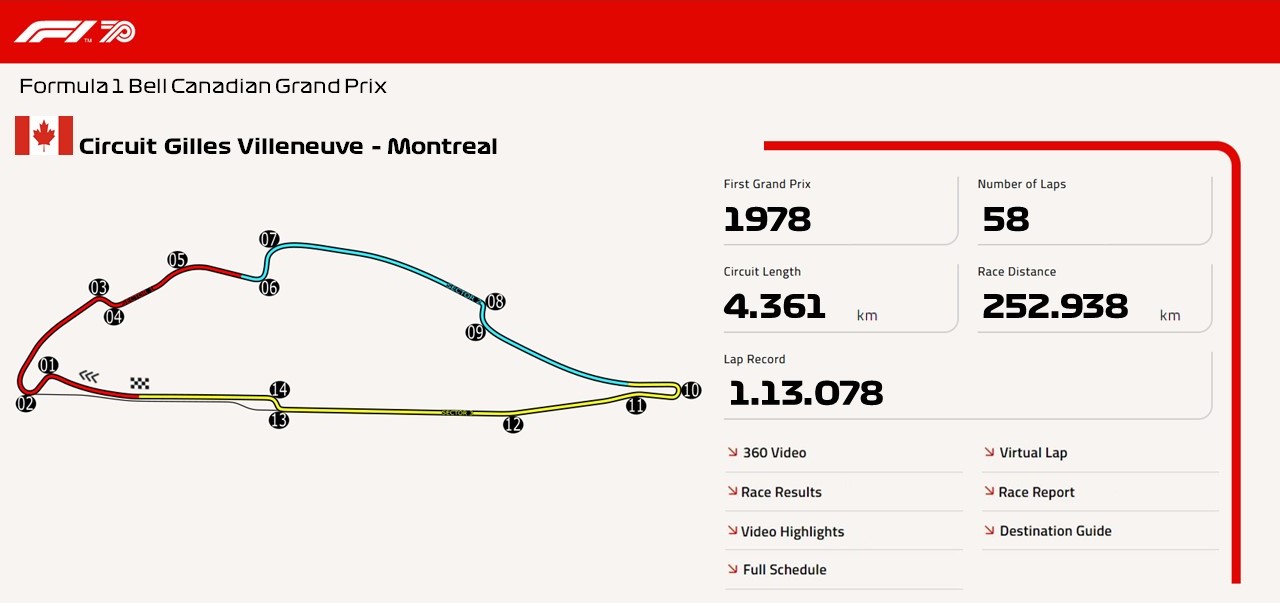 F1 ™ 70
Formula 1 Bell Canadian Grand Prix
Circuit Gilles Villeneuve - Montreal
First Grand Prix
1978
Number of Laps
58
Circuit Length
4.361 km
Race Distance
252.938 km
Lap Record
1.13.078
07
05
06
03
SECTOR
08
04
09
01
14
10
02
11
13
SECTOR
12
360 Video
Virtual Lap
Race Results
Race Report
Video Highlights
Destination Guide
Full Schedule